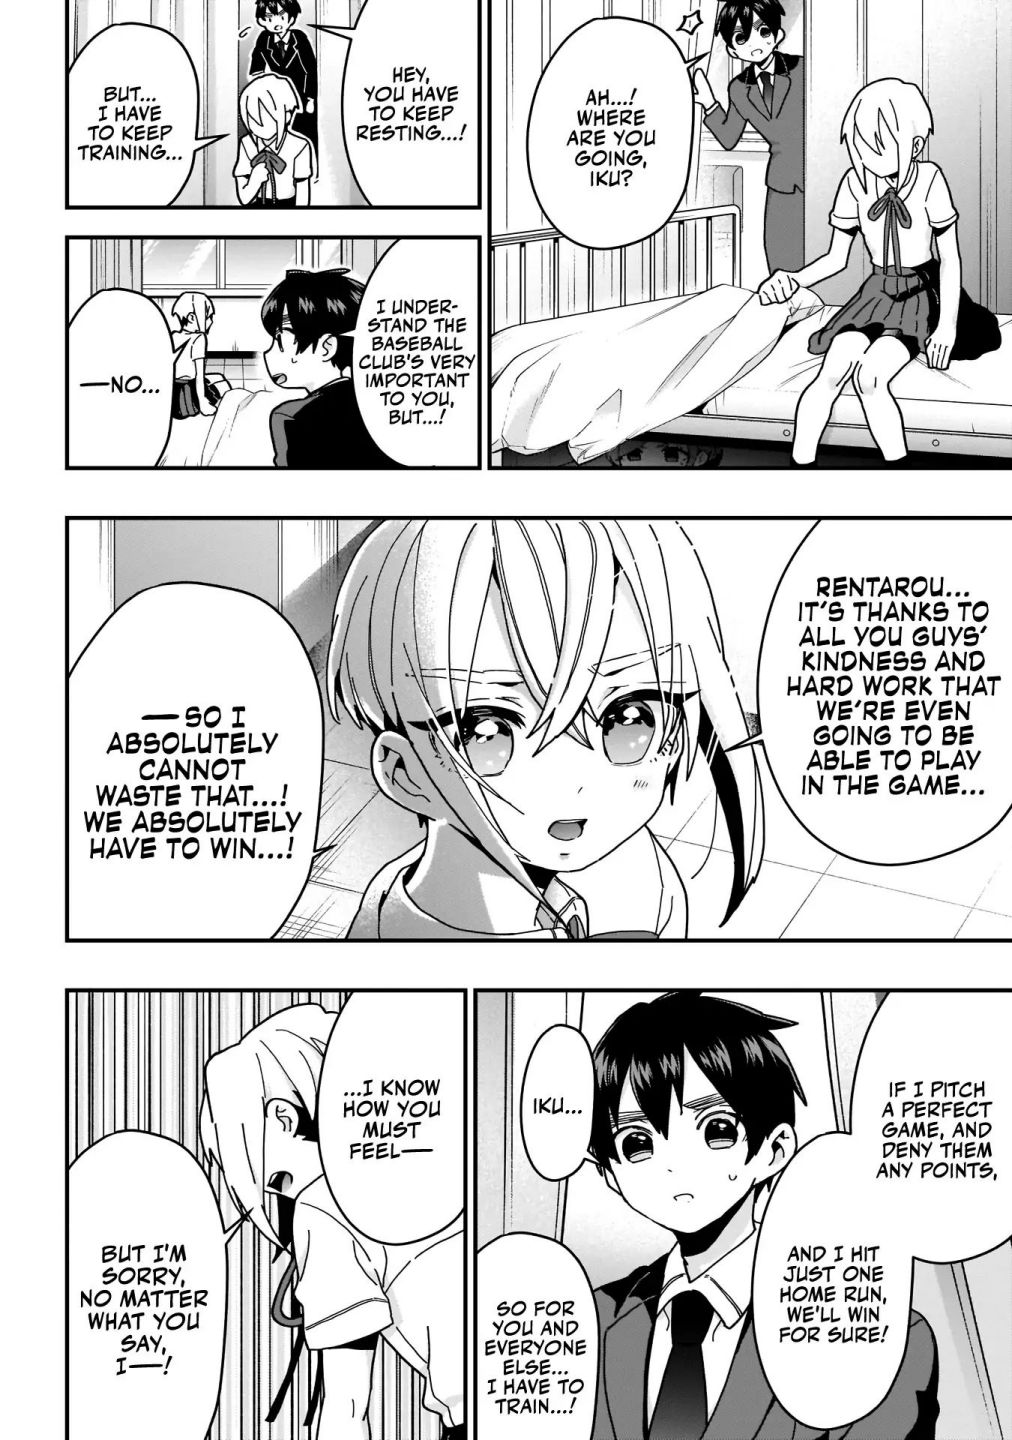 AH...!
WHERE
ARE YOU
GOING,
IKU?
HEY,
YOU HAVE
TO KEEP
RESTING...!
BUT...
I HAVE
TO KEEP
TRAINING...
I UNDER-
STAND THE
BASEBALL
CLUB'S VERY
IMPORTANT
TO YOU,
BUT...!
—NO...
RENTAROU...
IT'S THANKS TO
ALL YOU GUYS'
KINDNESS AND
HARD WORK THAT
WE'RE EVEN
GOING TO BE
ABLE TO PLAY
IN THE GAME...
—SO I
ABSOLUTELY
CANNOT
WASTE THAT...!
WE ABSOLUTELY
HAVE TO WIN...!
IF I PITCH
A PERFECT
GAME, AND
DENY THEM
ANY POINTS,
AND I HIT
JUST ONE
HOME RUN,
WE'LL WIN
FOR SURE!
IKU...
SO FOR
YOU AND
EVERYONE
ELSE...
I HAVE TO
TRAIN...!
...I KNOW
HOW YOU
MUST
FEEL—
BUT I'M
SORRY,
NO MATTER
WHAT YOU
SAY,
I—!